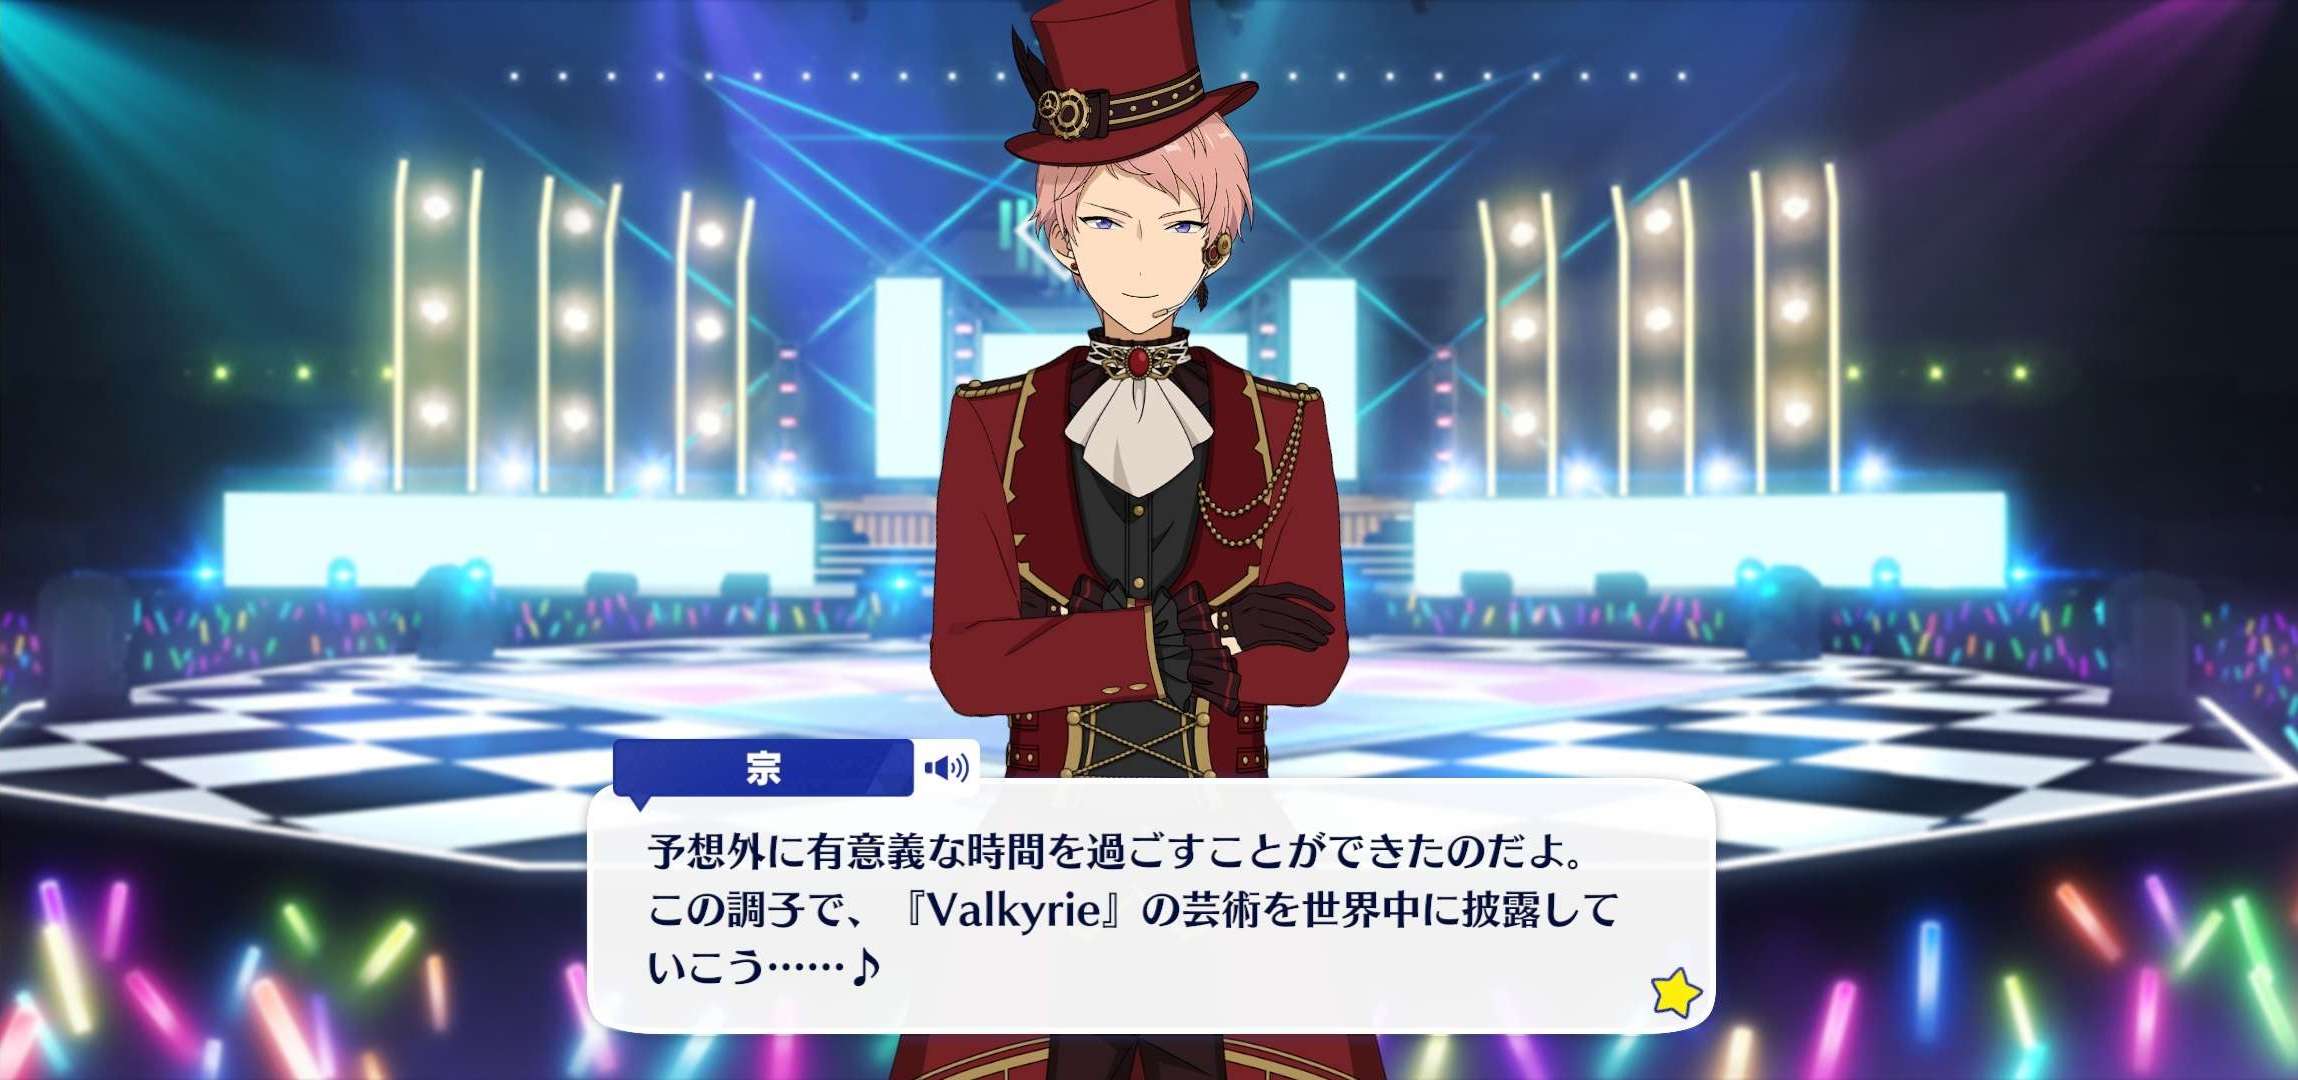 宗
予想外に有意義な時間を過ごすことができたのだよ。
この調子で、『Valkyrie』の芸術を世界中に披露して
いこう……♪